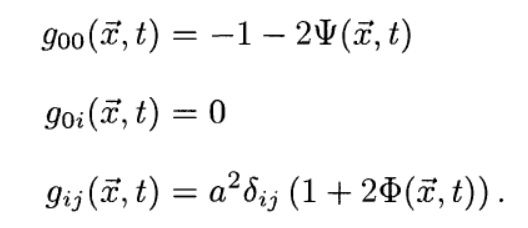 g₀₀(x⃗, t) = −1 − 2Ψ(x⃗, t)
g₀ᵢ(x⃗, t) = 0
gᵢⱼ(x⃗, t) = a²δᵢⱼ (1 + 2Φ(x⃗, t)) .